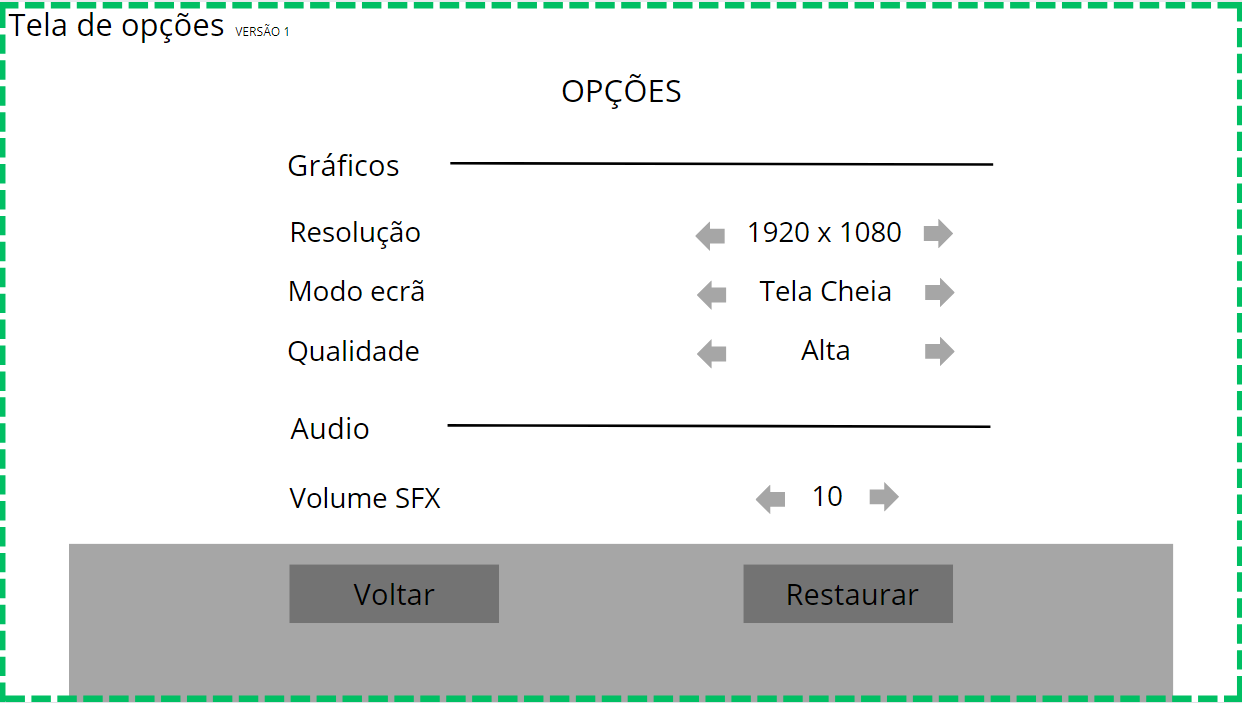 Tela de opções VERSÃO 1
OPÇÕES
Gráficos
Resolução 1920 x 1080
Modo ecrã Tela Cheia
Qualidade Alta
Audio
Volume SFX 10
Voltar Restaurar